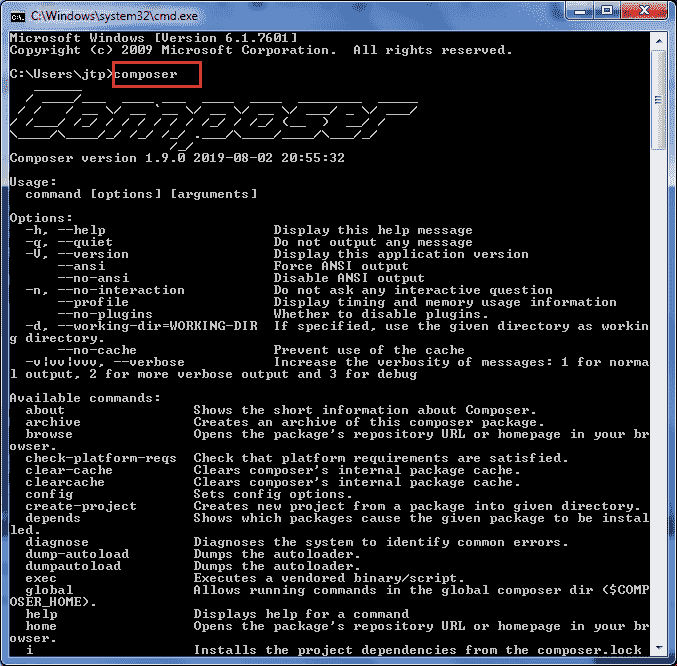 C:\Windows\system32\cmd.exe
Microsoft Windows [Version 6.1.7601]
Copyright (c) 2009 Microsoft Corporation.  All rights reserved.
C:\Users\jtp>composer
Composer
Composer version 1.9.0 2019-08-02 20:55:32
Usage:
  command [options] [arguments]
Options:
  -h, --help                     Display this help message
  -q, --quiet                    Do not output any message
  -V, --version                  Display this application version
      --ansi                     Force ANSI output
      --no-ansi                  Disable ANSI output
  -n, --no-interaction           Do not ask any interactive question
      --profile                  Display timing and memory usage information
      --no-plugins               Whether to disable plugins.
  -d, --working-dir=WORKING-DIR  If specified, use the given directory as workin
g directory.
      --no-cache                 Prevent use of the cache
  -v|vv|vvv, --verbose           Increase the verbosity of messages: 1 for norma
l output, 2 for more verbose output and 3 for debug
Available commands:
  about                Shows the short information about Composer.
  archive              Creates an archive of this composer package.
  browse               Opens the package's repository URL or homepage in your br
owser.
  check-platform-reqs  Check that platform requirements are satisfied.
  clear-cache          Clears composer's internal package cache.
  clearcache           Clears composer's internal package cache.
  config               Sets config options.
  create-project       Creates new project from a package into given directory.
  depends              Shows which packages cause the given package to be instal
led.
  diagnose             Diagnoses the system to identify common errors.
  dump-autoload        Dumps the autoloader.
  dumpautoload         Dumps the autoloader.
  exec                 Executes a vendored binary/script.
  global               Allows running commands in the global composer dir ($COMP
OSER_HOME).
  help                 Displays help for a command
  home                 Opens the package's repository URL or homepage in your br
owser.
  i                    Installs the project dependencies from the composer.lock